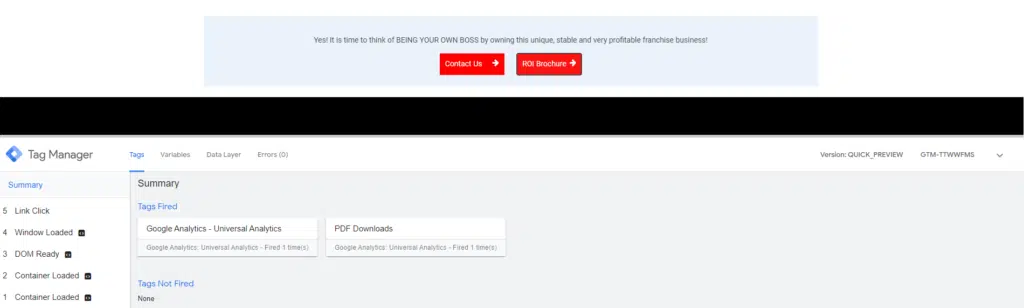 Yes! It is time to think of BEING YOUR OWN BOSS by owning this unique, stable and very profitable franchise business!
Contact Us ROI Brochure
Tag Manager Tags Variables Data Layer Errors (0) Version: QUICK_PREVIEW GTM-TTWWFMS
Summary Summary
Tags Fired
5 Link Click
Google Analytics - Universal Analytics PDF Downloads
4 Window Loaded
Google Analytics: Universal Analytics - Fired 1 time(s) Google Analytics: Universal Analytics - Fired 1 time(s)
3 DOM Ready
2 Container Loaded
Tags Not Fired
1 Container Loaded
None